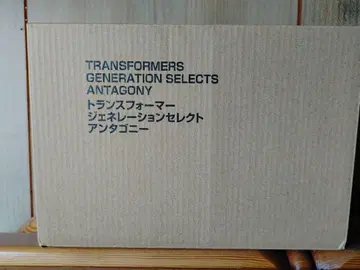 TRANSFORMERS
GENERATION SELECTS
ANTAGONY
トランスフォーマー
ジェネレーションセレクト
アンタゴニー